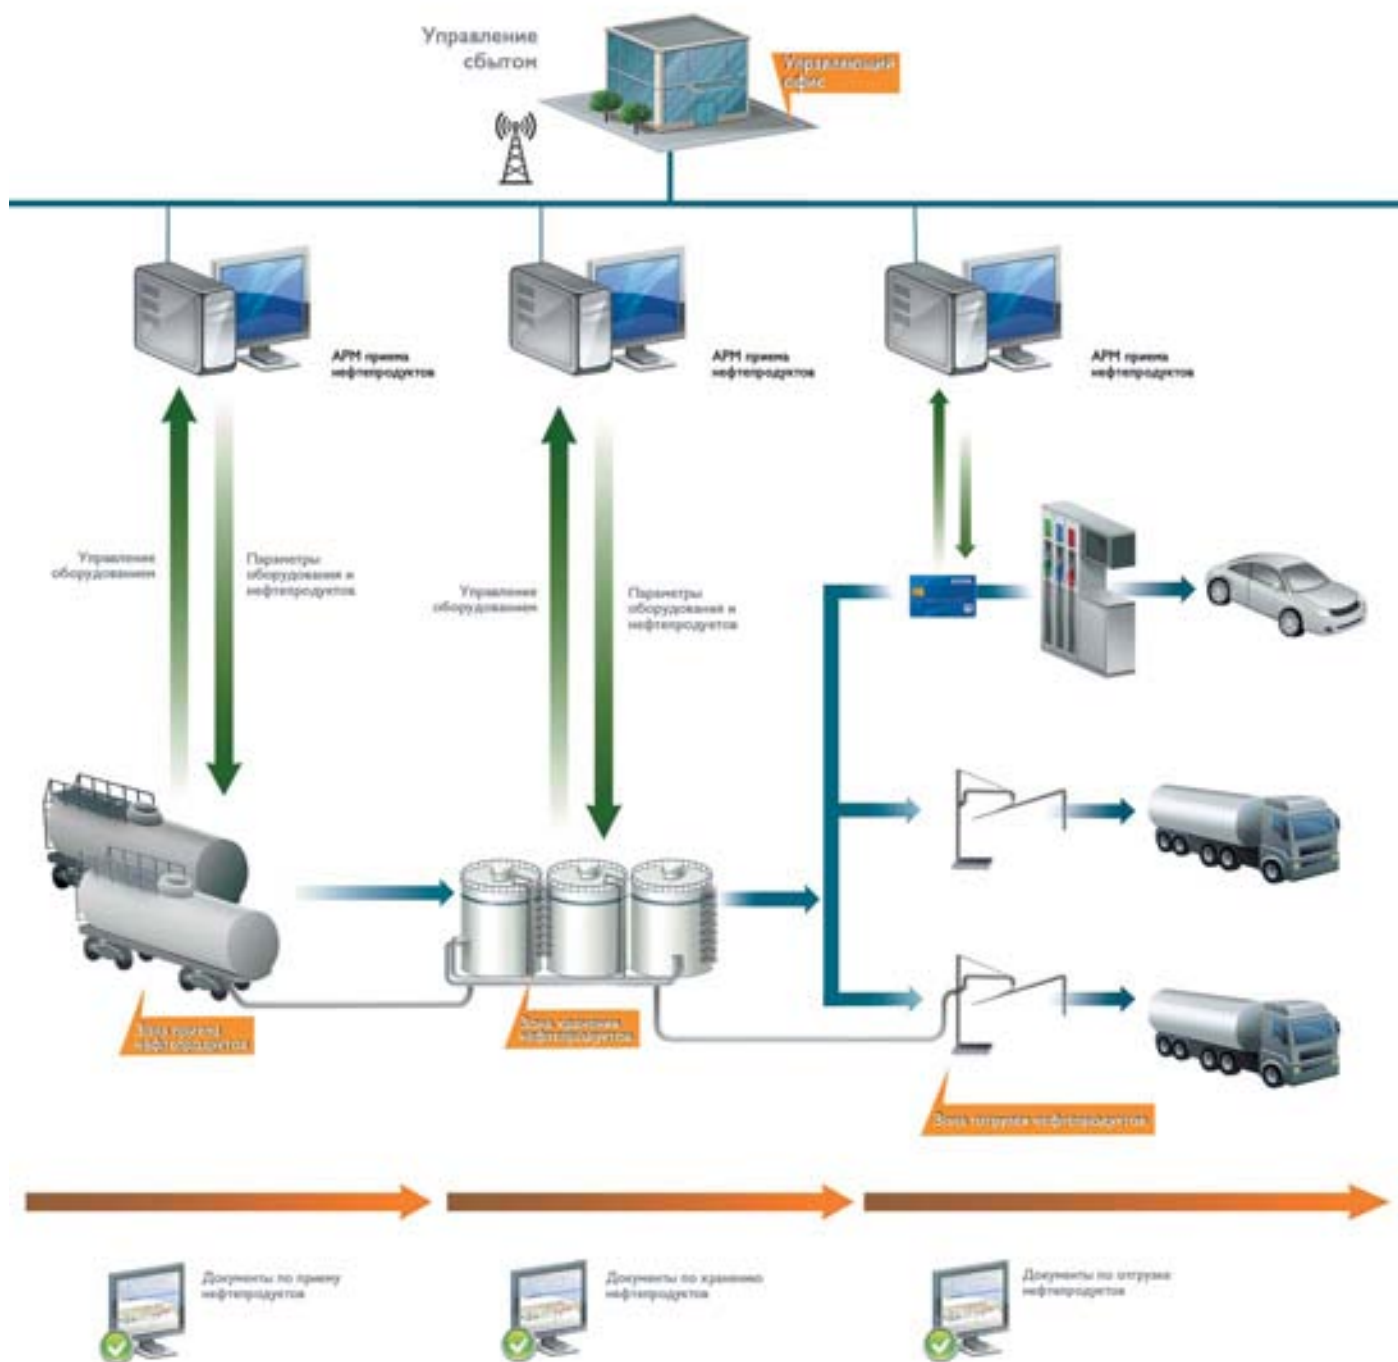 Управление
сбытом
Управляющий
офис
АРМ приема
нефтепродуктов
АРМ приема
нефтепродуктов
АРМ приема
нефтепродуктов
Управление
оборудованием
Параметры
оборудования и
нефтепродуктов
Управление
оборудованием
Параметры
оборудования и
нефтепродуктов
Зона приема
нефтепродуктов
Зона хранения
нефтепродуктов
Зона погрузки нефтепродуктов
Документы по приему
нефтепродуктов
Документы по хранению
нефтепродуктов
Документы по отгрузке
нефтепродуктов